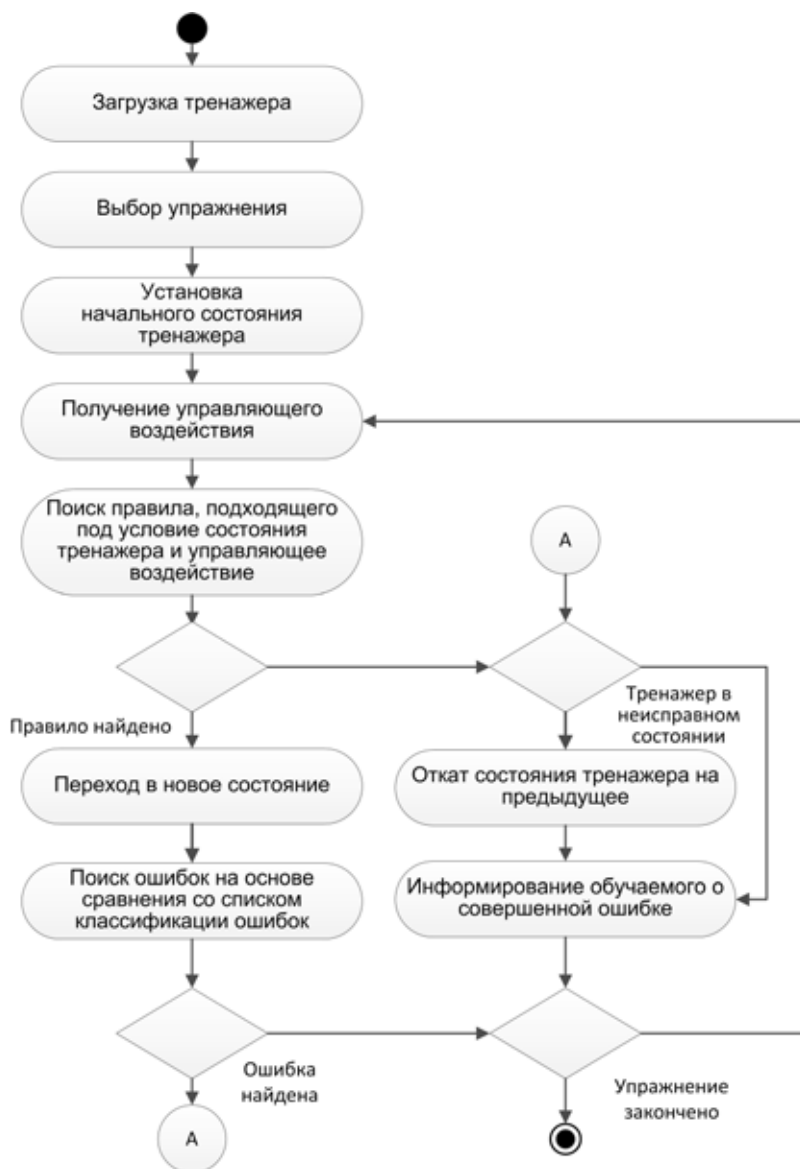 Загрузка тренажера
Выбор упражнения
Установка
начального состояния
тренажера
Получение управляющего
воздействия
Поиск правила, подходящего
под условие состояния
тренажера и управляющее
воздействие
А
Правило найдено
Тренажер в
неисправном
состоянии
Переход в новое состояние
Откат состояния тренажера на
предыдущее
Поиск ошибок на основе
сравнения со списком
классификации ошибок
Информирование обучаемого о
совершенной ошибке
Ошибка
найдена
Упражнение
закончено
А